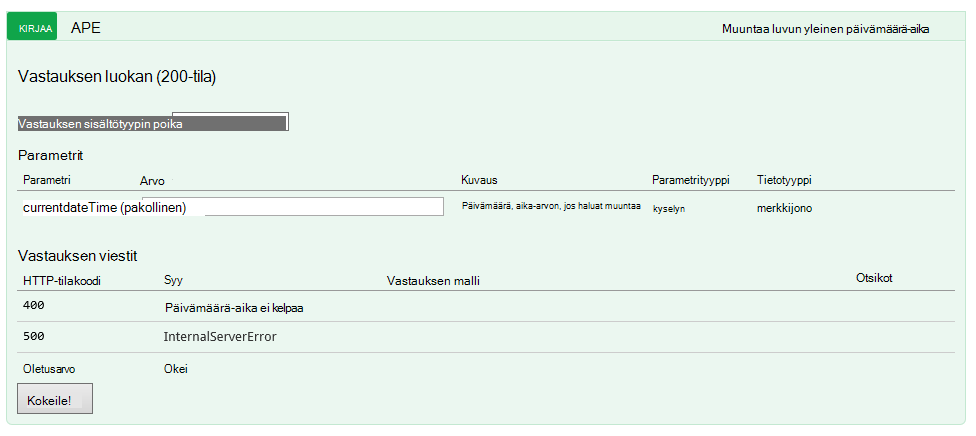 KIRJAA APE Muuntaa luvun yleinen päivämäärä-aika
Vastauksen luokan (200-tila)
Vastauksen sisältötyypin poika
Parametrit
Parametri Arvo Kuvaus Parametrityyppi Tietotyyppi
currentdateTime (pakollinen) Päivämäärä, aika-arvon, jos haluat muuntaa kyselyn merkkijono
Vastauksen viestit
HTTP-tilakoodi Syy Vastauksen malli Otsikot
400 Päivämäärä-aika ei kelpaa
500 InternalServerError
Oletusarvo Okei
Kokeile!